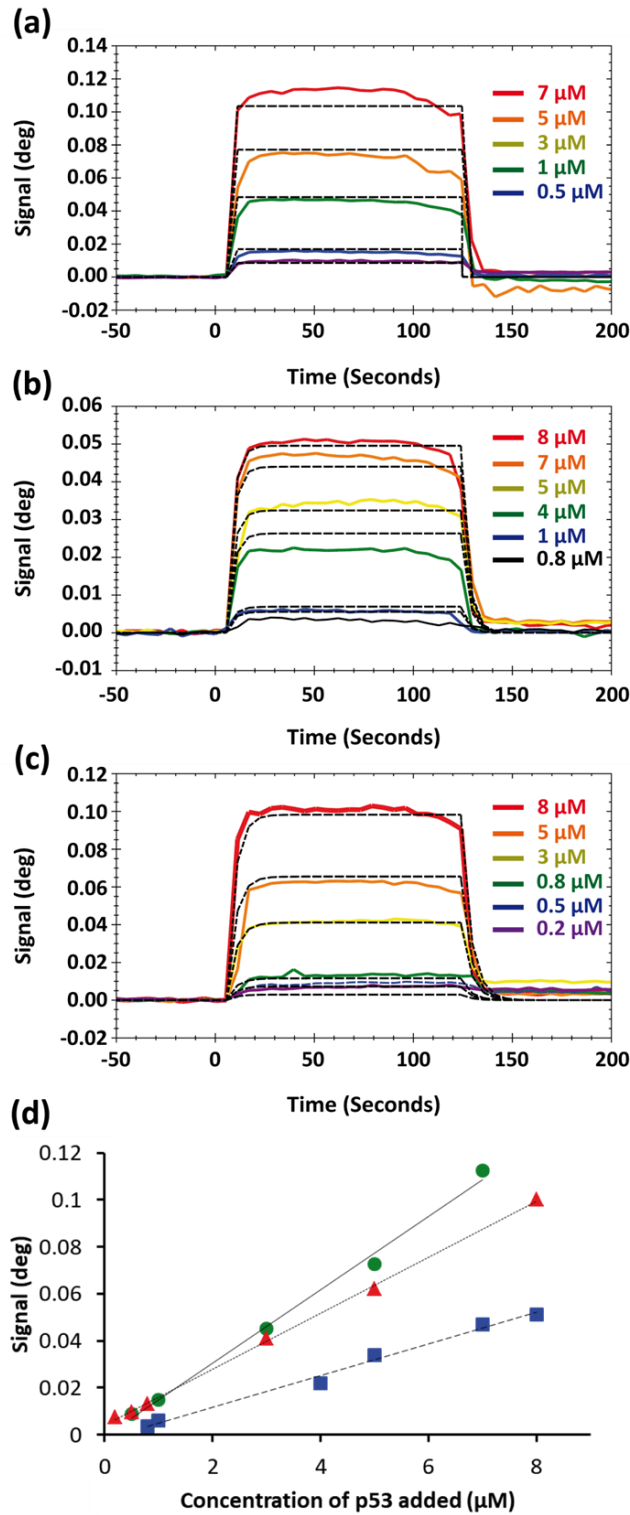 (a)
0.14
0.12
0.10
0.08
0.06
0.04
0.02
0.00
-0.02
Signal (deg)
7 µM
5 µM
3 µM
1 µM
0.5 µM
-50 0 50 100 150 200
Time (Seconds)
(b)
0.06
0.05
0.04
0.03
0.02
0.01
0.00
-0.01
Signal (deg)
8 µM
7 µM
5 µM
4 µM
1 µM
0.8 µM
-50 0 50 100 150 200
Time (Seconds)
(c)
0.12
0.10
0.08
0.06
0.04
0.02
0.00
-0.02
Signal (deg)
8 µM
5 µM
3 µM
0.8 µM
0.5 µM
0.2 µM
-50 0 50 100 150 200
Time (Seconds)
(d)
0.12
0.1
0.08
0.06
0.04
0.02
0
Signal (deg)
0 2 4 6 8
Concentration of p53 added (µM)